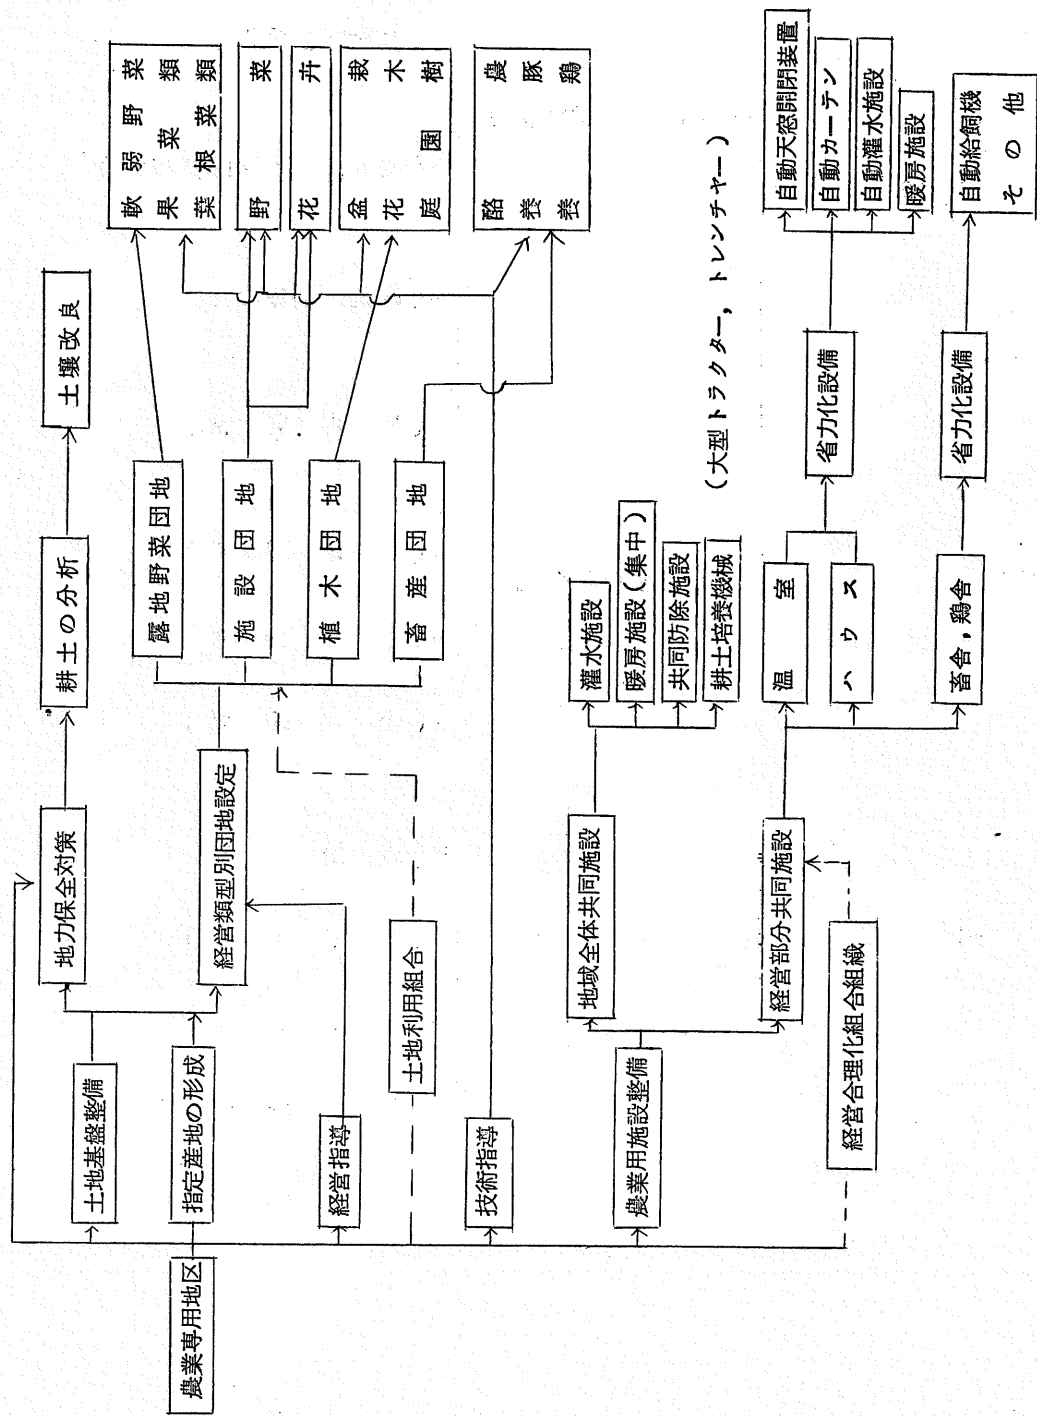 農業専用地区
土地基盤整備
指定産地の形成
経営指導
土地利用組合
技術指導
農業用施設整備
経営合理化組合組織
地力保全対策
経営類型別団地設定
地域全体共同施設
経営部分共同施設
耕土の分析
土壌改良
露地野菜団地
施設団地
植木団地
畜産団地
軟弱野菜
果菜類
葉根菜類
野菜
花卉
盆栽
花木
庭園樹
酪農
養豚
養鶏
灌水施設
暖房施設(集中)
共同防除施設
耕土培養機械
(大型トラクター,トレンチャー)
温室
ハウス
畜舎,鶏舎
省力化設備
省力化設備
自動天窓開閉装置
自動カーテン
自動灌水施設
暖房施設
自動給飼機
その他